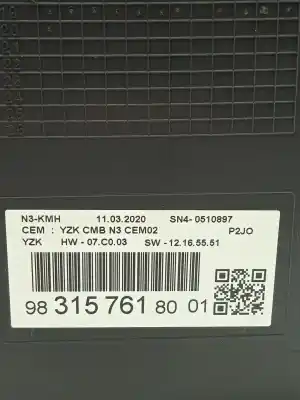 N3-KMH 11.03.2020 SN4- 0510897
CEM : YZK CMB N3 CEM02 P2JO
YZK HW - 07.C0.03 SW - 12.16.55.51
98 315 761 80 01